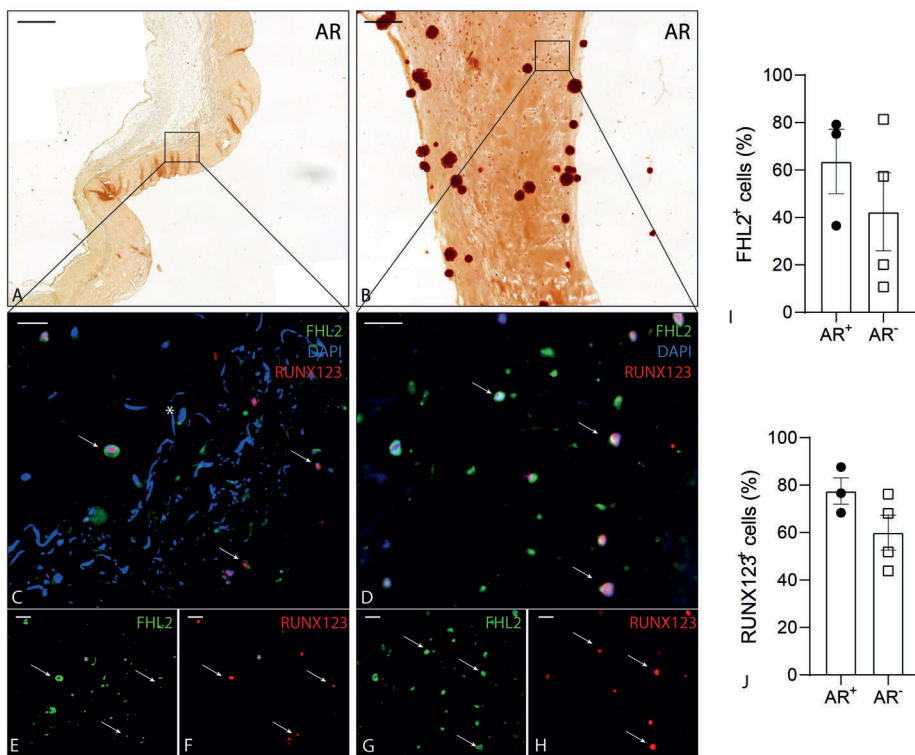 AR
A
AR
B
FHL2
DAPI
RUNX123
*
C
FHL2
DAPI
RUNX123
D
FHL2
*
E
RUNX123
*
F
FHL2
G
RUNX123
H
FHL2+ cells (%)
100
80
60
40
20
0
AR+ AR-
I
RUNX123+ cells (%)
100
80
60
40
20
0
AR+ AR-
J